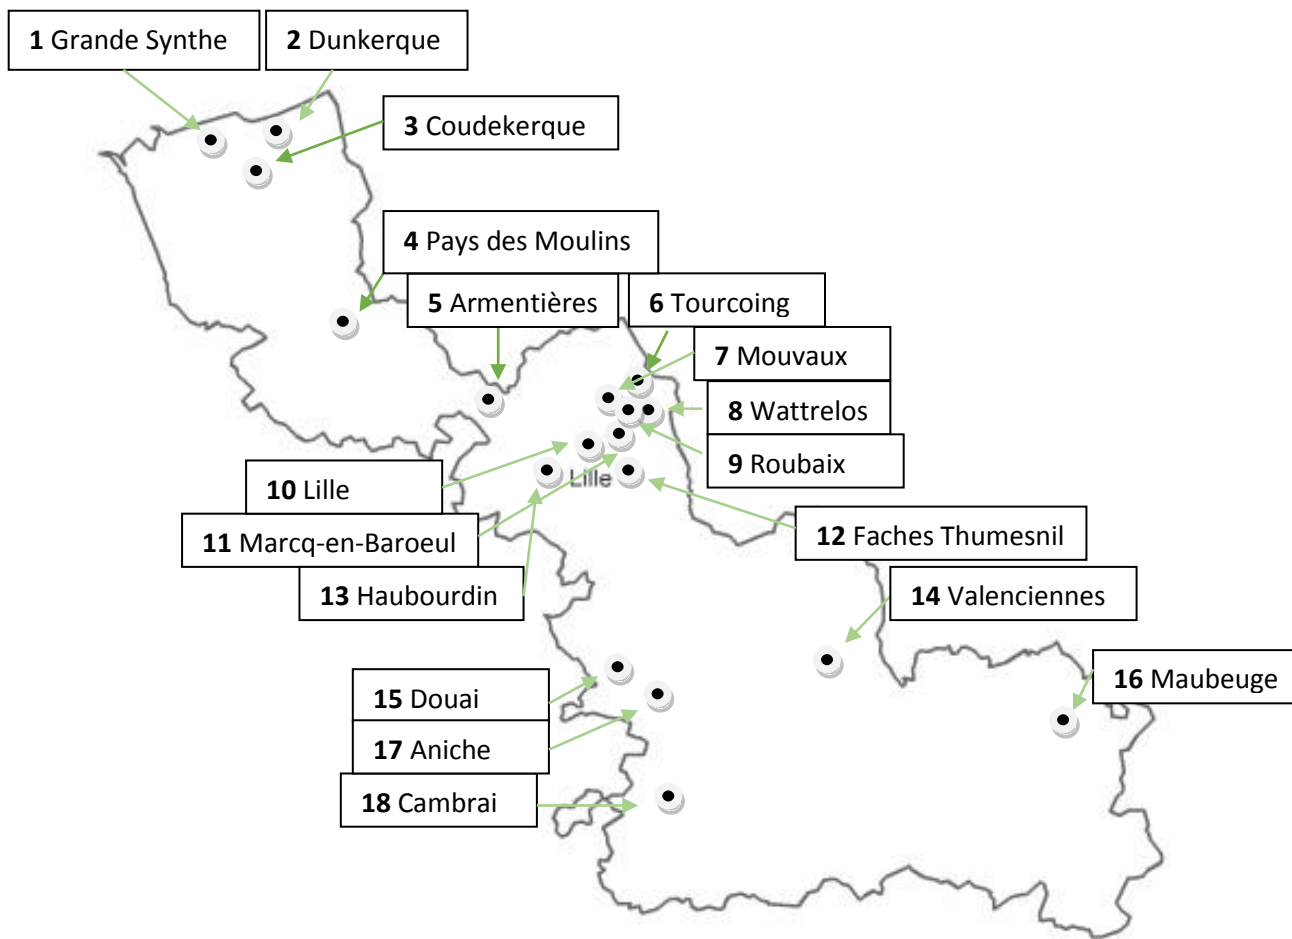 1 Grande Synthe
2 Dunkerque
3 Coudekerque
4 Pays des Moulins
5 Armentières
6 Tourcoing
7 Mouvaux
8 Wattrelos
9 Roubaix
10 Lille
Lille
11 Marcq-en-Baroeul
12 Faches Thumesnil
13 Haubourdin
14 Valenciennes
15 Douai
16 Maubeuge
17 Aniche
18 Cambrai